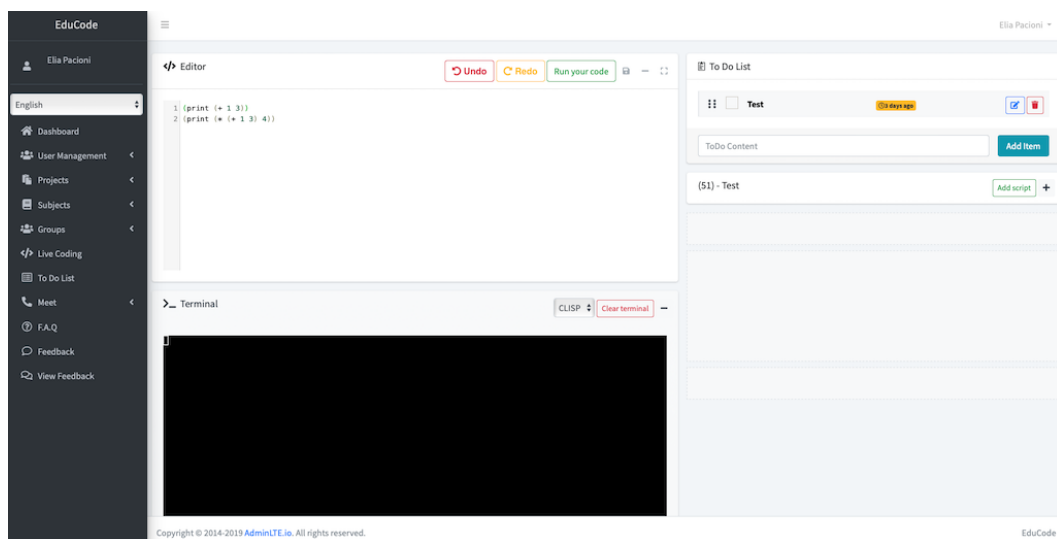 EduCode
Elia Pacioni
Elia Pacioni
English
Dashboard
User Management
Projects
Subjects
Groups
Live Coding
To Do List
Meet
F.A.Q
Feedback
View Feedback
Editor
Undo
Redo
Run your code
1 (print (+ 1 3))
2 (print (* (+ 1 3) 4))
Terminal
CLISP
Clear terminal
To Do List
Test
3 days ago
ToDo Content
Add Item
(51) - Test
Add script
Copyright © 2014-2019 AdminLTE.io. All rights reserved.
EduCode